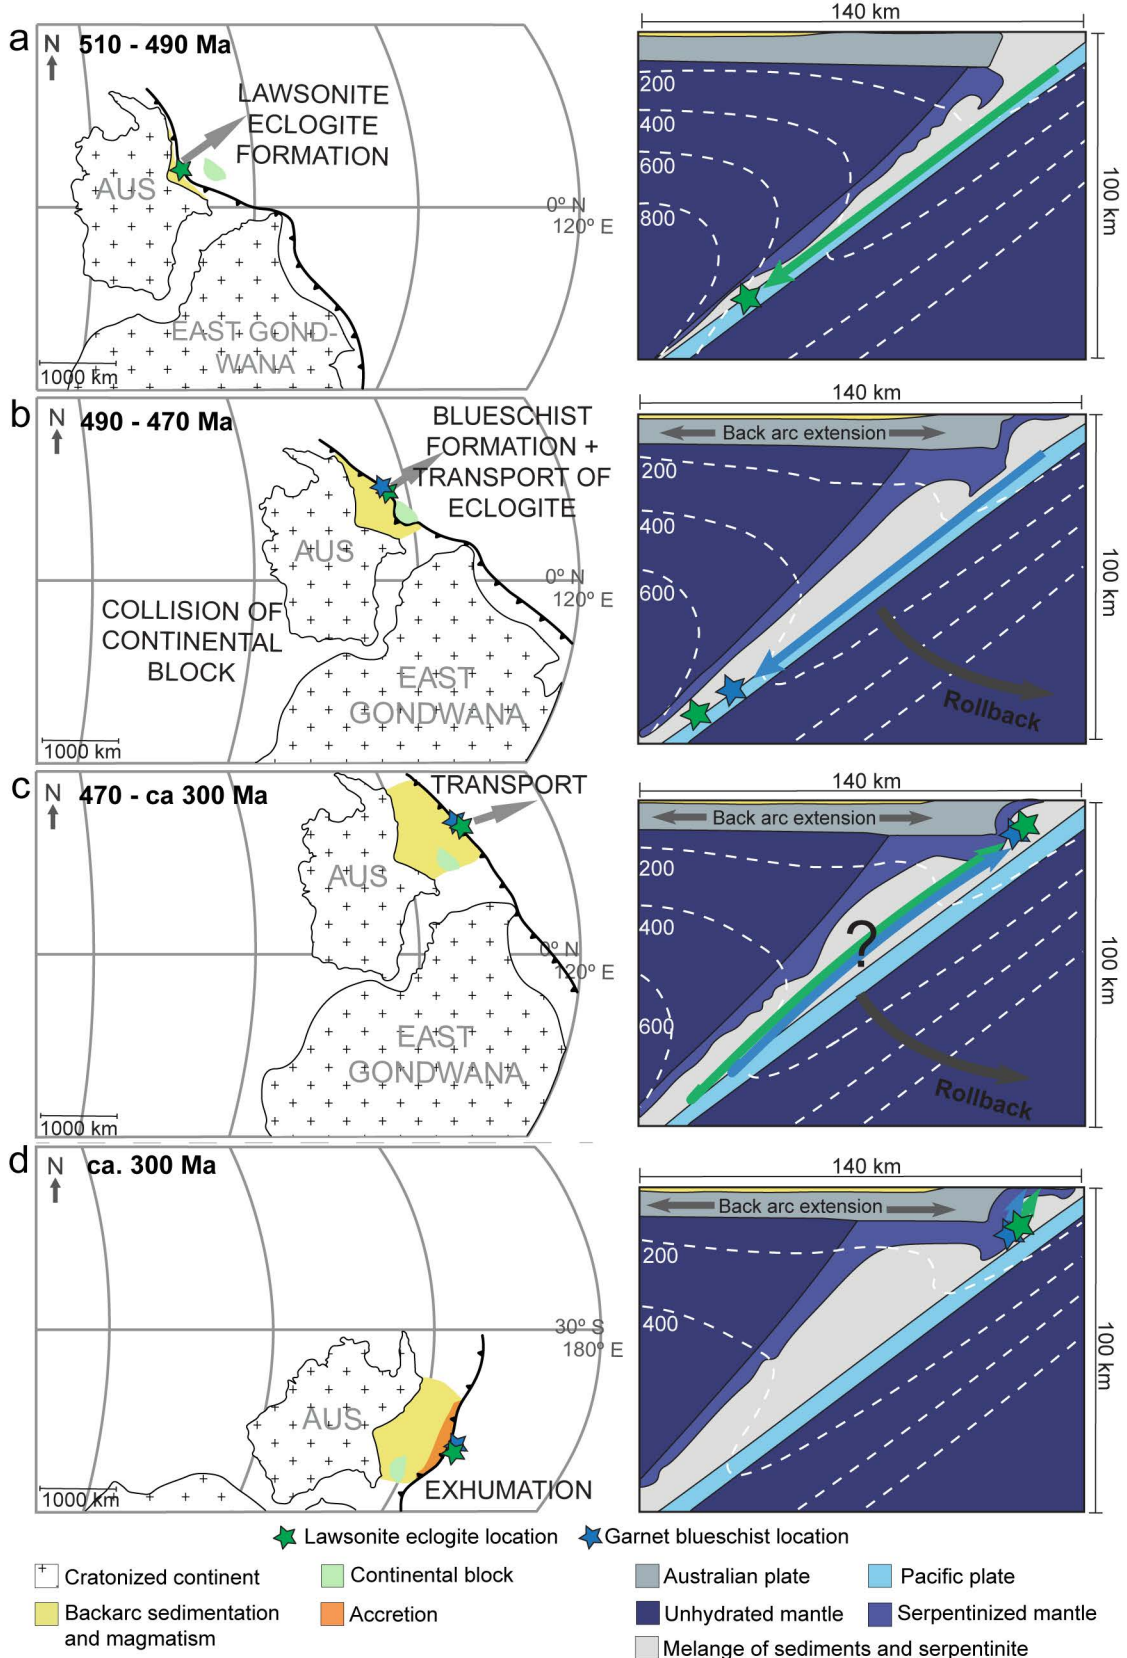 a
N
510 - 490 Ma
LAWSONITE
ECLOGITE
FORMATION
AUS
0° N
120° E
EAST GOND-
WANA
1000 km
140 km
200
400
600
800
100 km
b
N
490 - 470 Ma
BLUESCHIST
FORMATION +
TRANSPORT OF
ECLOGITE
AUS
0° N
120° E
COLLISION OF
CONTINENTAL
BLOCK
EAST
GONDWANA
1000 km
140 km
Back arc extension
200
400
600
Rollback
100 km
c
N
470 - ca 300 Ma
TRANSPORT
AUS
0° N
120° E
EAST
GONDWANA
1000 km
140 km
Back arc extension
200
400
?
600
Rollback
100 km
d
N
ca. 300 Ma
30° S
180° E
AUS
EXHUMATION
1000 km
140 km
Back arc extension
200
400
100 km
Lawsonite eclogite location
Garnet blueschist location
Cratonized continent
Continental block
Backarc sedimentation
and magmatism
Accretion
Australian plate
Pacific plate
Unhydrated mantle
Serpentinized mantle
Melange of sediments and serpentinite